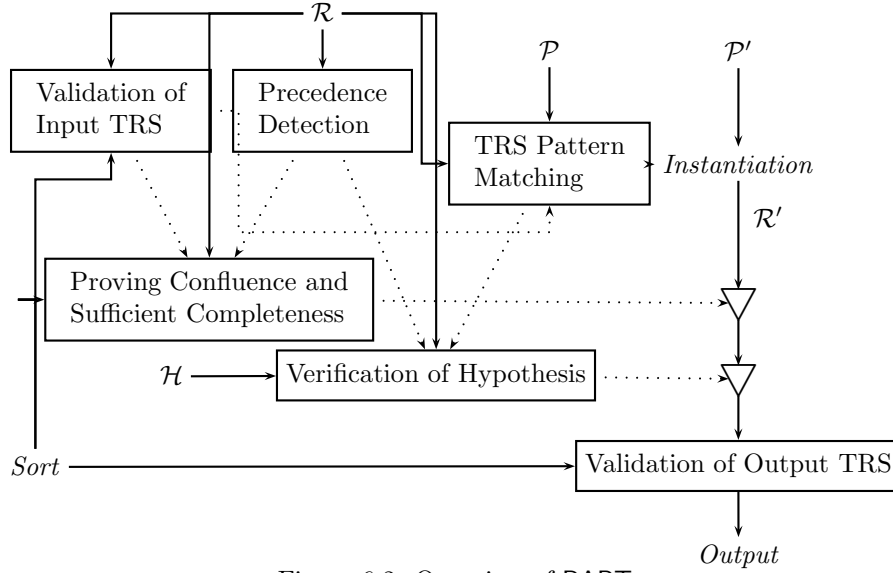 R
P
P′
Validation of
Input TRS
Precedence
Detection
TRS Pattern
Matching
Instantiation
R′
Proving Confluence and
Sufficient Completeness
H
Verification of Hypothesis
Sort
Validation of Output TRS
Output